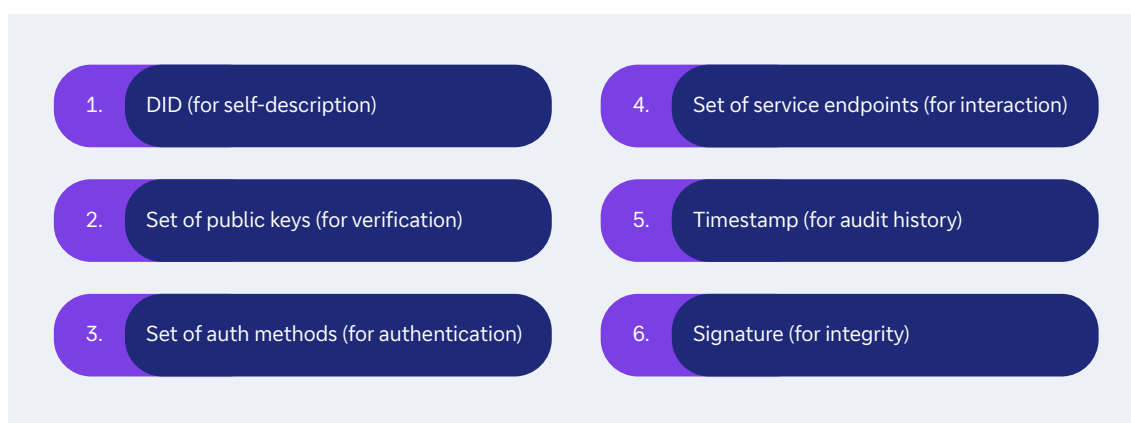 1. DID (for self-description)
2. Set of public keys (for verification)
3. Set of auth methods (for authentication)
4. Set of service endpoints (for interaction)
5. Timestamp (for audit history)
6. Signature (for integrity)